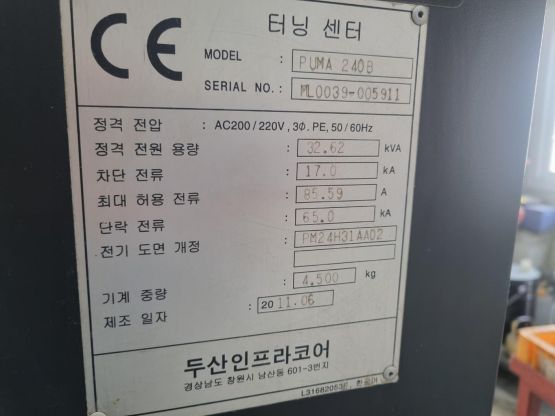 CE
터닝 센터
MODEL : PUMA 240B
SERIAL NO. : ML0039-005911
정격 전압 : AC200/220V, 3Φ. PE, 50/60Hz
정격 전원 용량 : 32.62 kVA
차단 전류 : 17.0 kA
최대 허용 전류 : 85.59 A
단락 전류 : 65.0 kA
전기 도면 개정 : PM24H31AA02
기계 중량 : 4,500 kg
제조 일자 : 2011.06
두산인프라코어
경상남도 창원시 남산동 601-3번지